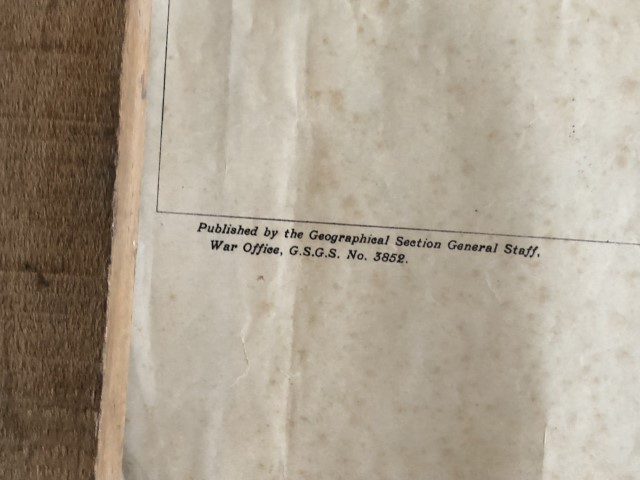 Published by the Geographical Section General Staff,
War Office, G.S.G.S. No. 3852.